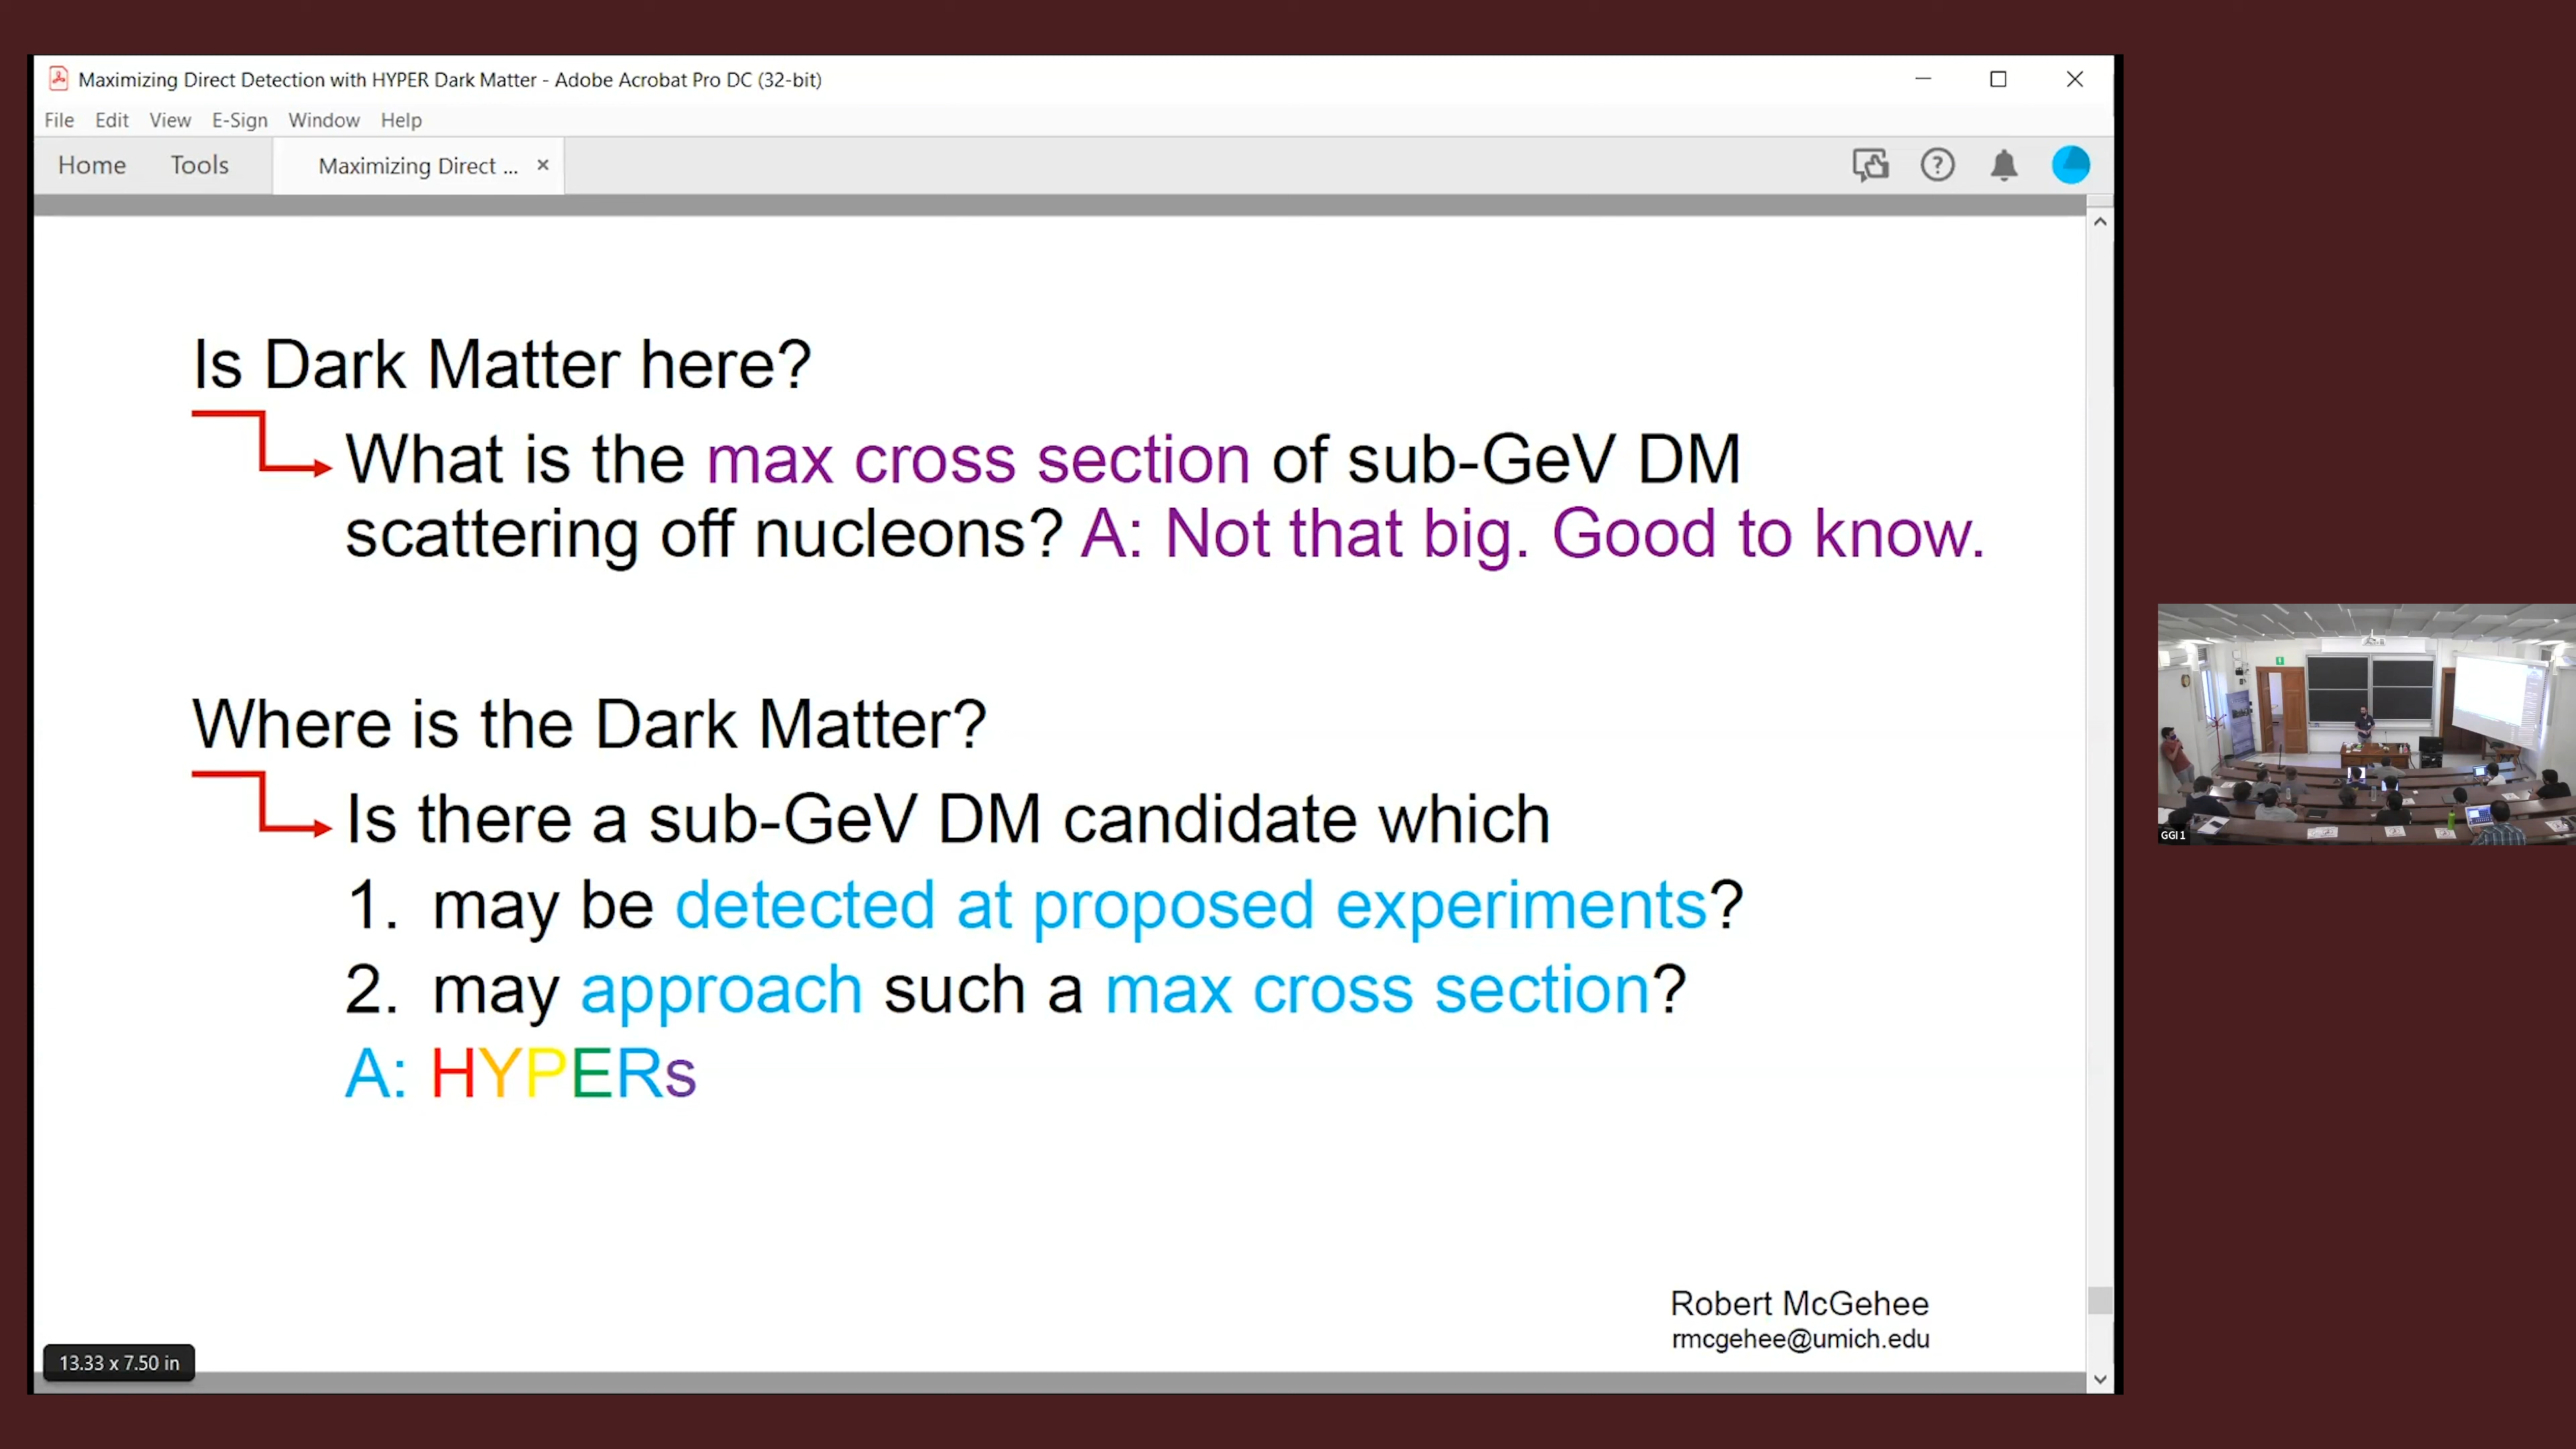 Maximizing Direct Detection with HYPER Dark Matter - Adobe Acrobat Pro DC (32-bit)
File Edit View E-Sign Window Help
Home Tools Maximizing Direct ...
Is Dark Matter here?
What is the max cross section of sub-GeV DM
scattering off nucleons? A: Not that big. Good to know.
Where is the Dark Matter?
Is there a sub-GeV DM candidate which
1. may be detected at proposed experiments?
2. may approach such a max cross section?
A: HYPERs
Robert McGehee
rmcgehee@umich.edu
13.33 x 7.50 in
GGI 1